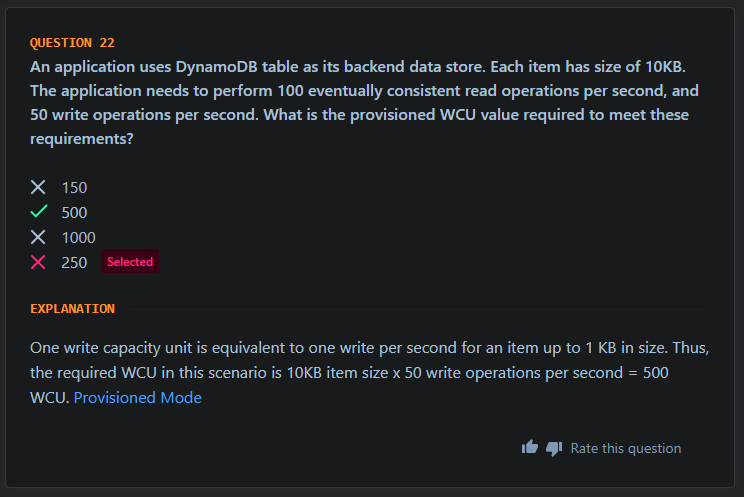 QUESTION 22
An application uses DynamoDB table as its backend data store. Each item has size of 10KB.
The application needs to perform 100 eventually consistent read operations per second, and
50 write operations per second. What is the provisioned WCU value required to meet these
requirements?
150
500
1000
250 Selected
EXPLANATION
One write capacity unit is equivalent to one write per second for an item up to 1 KB in size. Thus,
the required WCU in this scenario is 10KB item size x 50 write operations per second = 500
WCU. Provisioned Mode
Rate this question